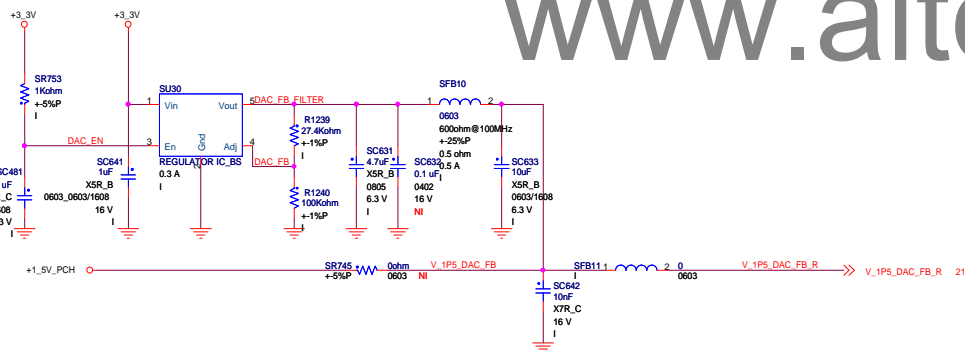 www.alte
+3_3V
+3_3V
SR753
1Kohm
+-5%P
I
DAC_EN
SC481
uF
_C
608
3 V
I
SC641
1uF
X5R_B
0603_0603/1608
16 V
I
SU30
1
Vin
Vout
5
3
En
Gnd
2
Adj
4
REGULATOR IC_BS
0.3 A
I
DAC_FB_FILTER
DAC_FB
R1239
27.4Kohm
+-1%P
I
R1240
100Kohm
+-1%P
I
SC631
4.7uF
X5R_B
0805
6.3 V
I
SC632
0.1 uF
0402
16 V
NI
SFB10
1
2
0603
600ohm@100MHz
+-25%P
0.5 ohm
0.5 A
I
SC633
10uF
X5R_B
0603/1608
6.3 V
I
+1_5V_PCH
SR745
+-5%P
0ohm
0603
NI
V_1P5_DAC_FB
SFB11
I
1
2
0
0603
V_1P5_DAC_FB_R
V_1P5_DAC_FB_R 21
SC642
10nF
X7R_C
16 V
I